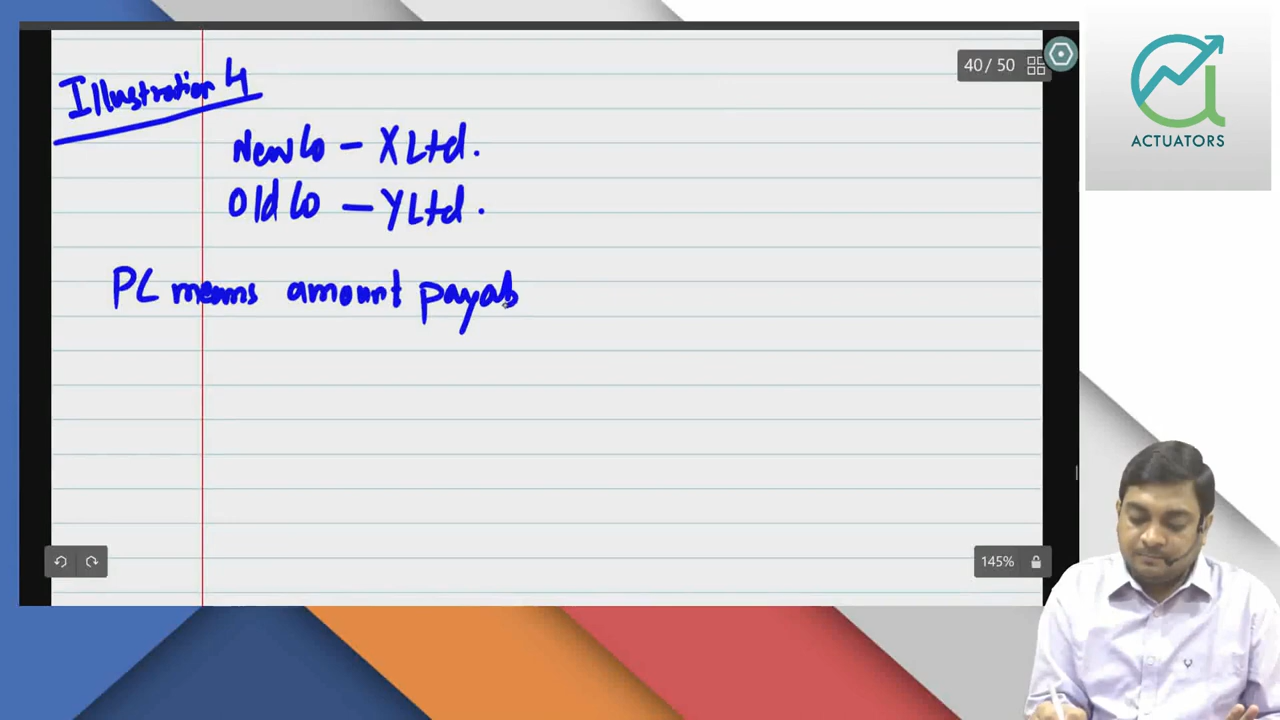 Illustration 4
New Co - X Ltd.
Old Co - Y Ltd.
PC means amount payab
40 / 50
145%
ACTUATORS